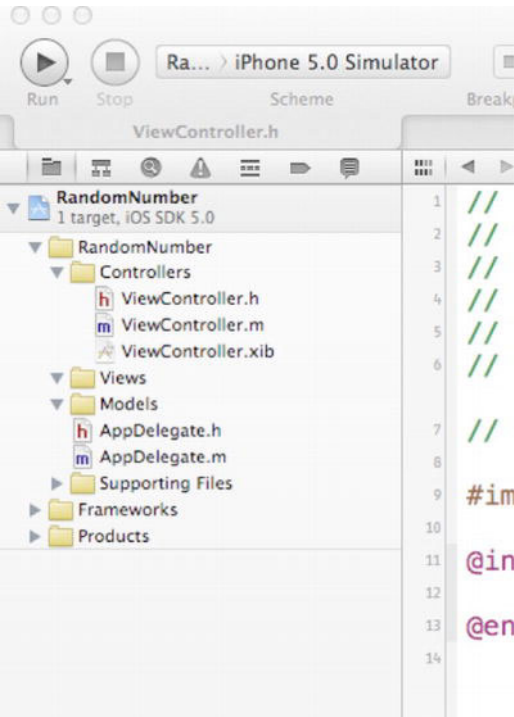 Ra... › iPhone 5.0 Simulator
Run Stop Scheme Break
ViewController.h
RandomNumber
1 target, iOS SDK 5.0
RandomNumber
Controllers
h ViewController.h
m ViewController.m
ViewController.xib
Views
Models
h AppDelegate.h
m AppDelegate.m
Supporting Files
Frameworks
Products
1 //
2 //
3 //
4 //
5 //
6 //
7 //
8
9 #im
10
11 @in
12
13 @en
14